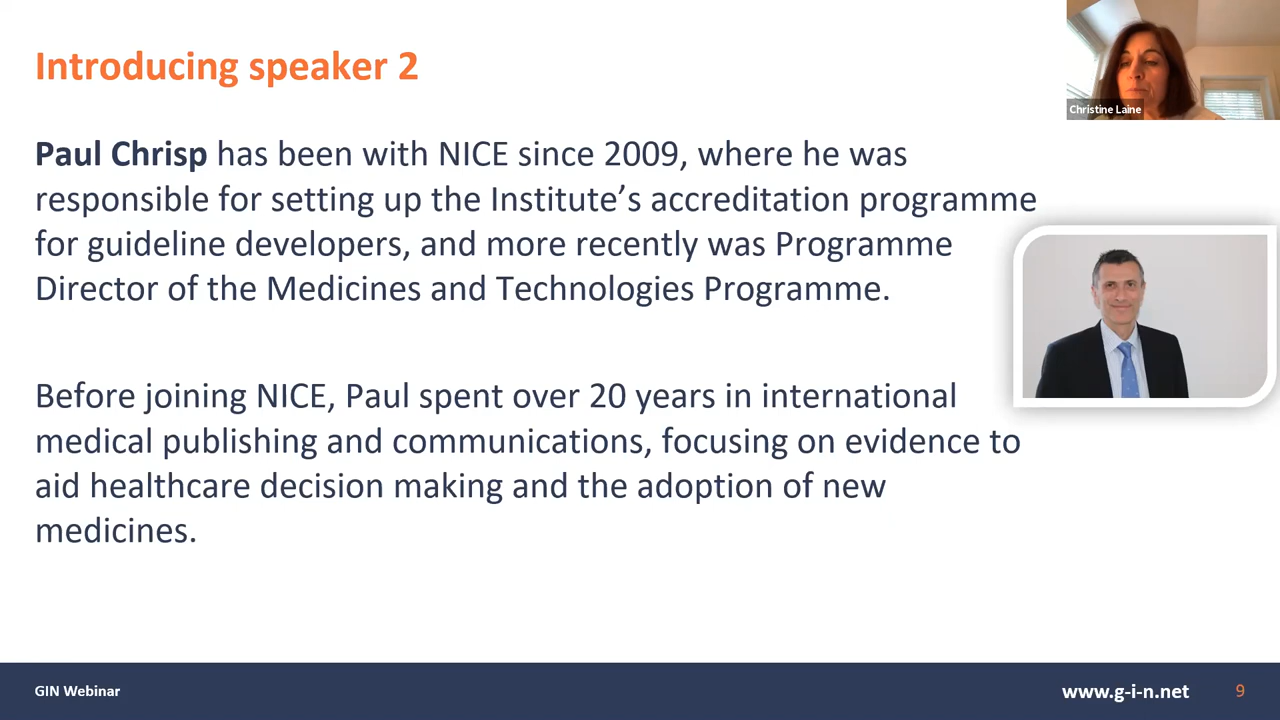 Introducing speaker 2
Christine Laine
Paul Chrisp has been with NICE since 2009, where he was
responsible for setting up the Institute’s accreditation programme
for guideline developers, and more recently was Programme
Director of the Medicines and Technologies Programme.
Before joining NICE, Paul spent over 20 years in international
medical publishing and communications, focusing on evidence to
aid healthcare decision making and the adoption of new
medicines.
GIN Webinar
www.g-i-n.net
9